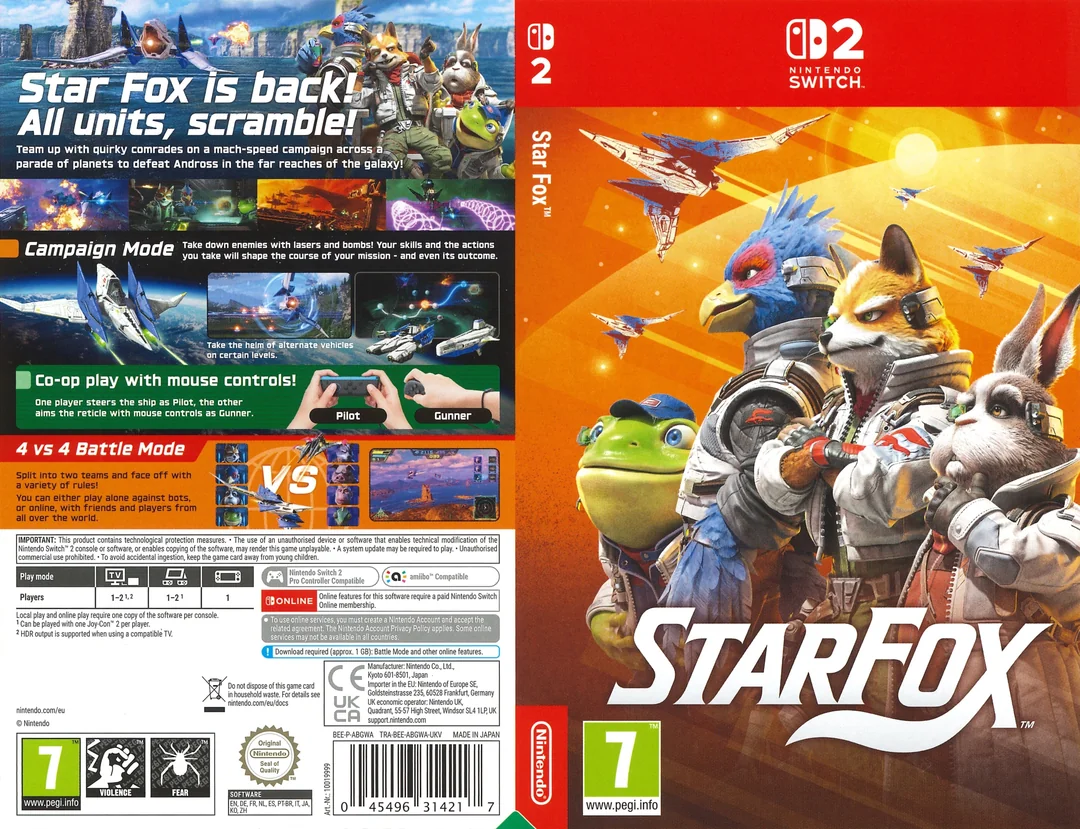 Star Fox is back!
All units, scramble!
Team up with quirky comrades on a mach-speed campaign across a
parade of planets to defeat Andross in the far reaches of the galaxy!
Campaign Mode
Take down enemies with lasers and bombs! Your skills and the actions
you take will shape the course of your mission - and even its outcome.
Take the helm of alternate vehicles
on certain levels.
Co-op play with mouse controls!
One player steers the ship as Pilot, the other
aims the reticle with mouse controls as Gunner.
Pilot
Gunner
4 vs 4 Battle Mode
Split into two teams and face off with
a variety of rules!
You can either play alone against bots,
or online, with friends and players from
all over the world.
VS
IMPORTANT: This product contains technological protection measures. • The use of an unauthorised device or software that enables technical modification of the
Nintendo Switch™ 2 console or software, or enables copying of the software, may render this game unplayable. • A system update may be required to play. • Unauthorised
commercial use prohibited. • To avoid accidental ingestion, keep the game card away from young children.
Play mode
TV
Players
1–2¹,²
1–2¹
1
Local play and online play require one copy of the software per console.
¹ Can be played with one Joy-Con™ 2 per player.
² HDR output is supported when using a compatible TV.
Nintendo Switch 2
Pro Controller Compatible
amiibo™ Compatible
ONLINE
Online features for this software require a paid Nintendo Switch
Online membership.
• To use online services, you must create a Nintendo Account and accept the
related agreement. The Nintendo Account Privacy Policy applies. Some online
services may not be available in all countries.
! Download required (approx. 1 GB): Battle Mode and other online features.
Do not dispose of this game card
in household waste. For details see
nintendo.com/eu/docs
CE
UK
CA
Manufacturer: Nintendo Co., Ltd.,
Kyoto 601-8501, Japan
Importer in the EU: Nintendo of Europe SE,
Goldsteinstrasse 235, 60528 Frankfurt, Germany
UK economic operator: Nintendo UK,
Quadrant, 55-57 High Street, Windsor SL4 1LP, UK
support.nintendo.com
nintendo.com/eu
© Nintendo
BEE-P-ABGWA TRA-BEE-ABGWA-UKV MADE IN JAPAN
7
www.pegi.info
VIOLENCE
FEAR
Original
Nintendo
Seal of
Quality
SOFTWARE
EN, DE, FR, NL, ES, PT-BR, IT, JA,
KO, ZH
Art.-Nr.: 10019999
0 45496 31421 7
2
Star Fox™
Nintendo
2
NINTENDO
SWITCH™
STARFOX™
7
www.pegi.info